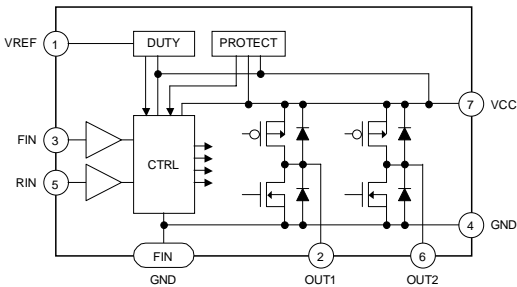 VREF 1 DUTY PROTECT
7 VCC
FIN 3
CTRL
RIN 5
4 GND
FIN 2 6
GND OUT1 OUT2